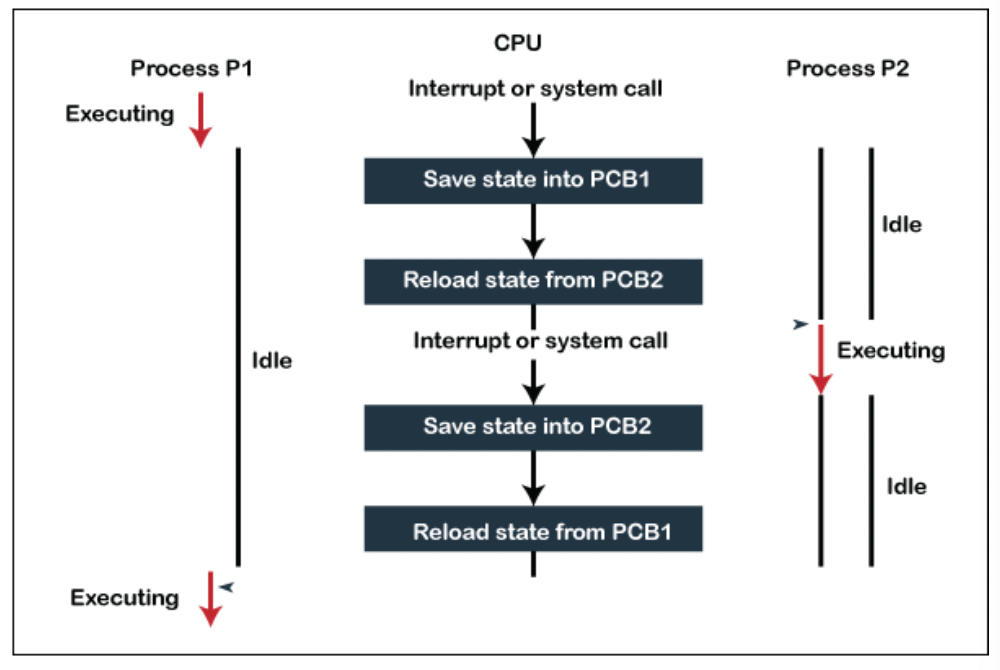 CPU
Process P1
Process P2
Interrupt or system call
Executing
Save state into PCB1
Idle
Reload state from PCB2
Interrupt or system call
Executing
Idle
Save state into PCB2
Idle
Reload state from PCB1
Executing